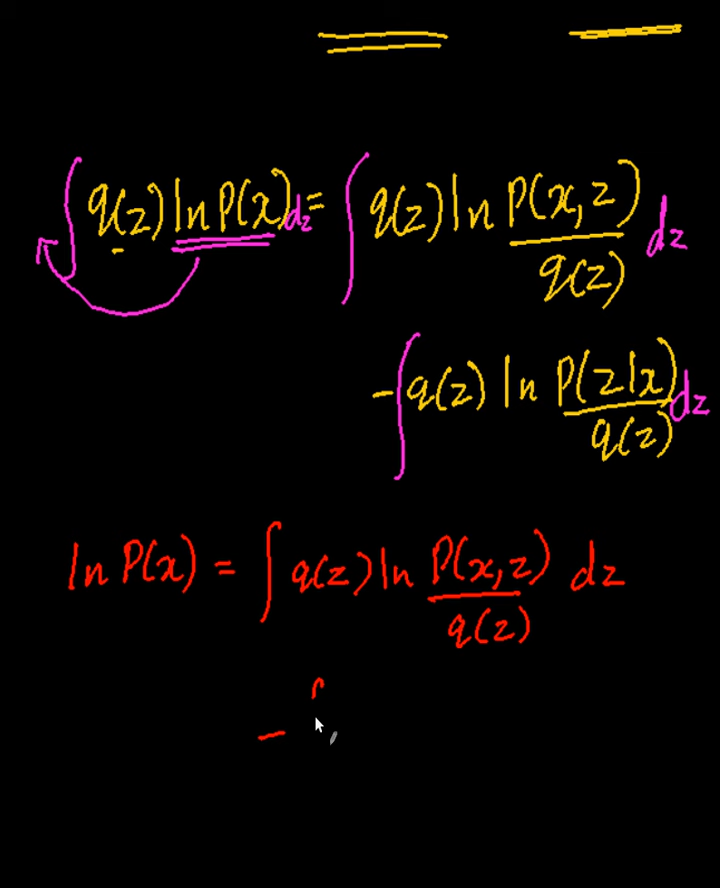 ∫ q(z) ln P(x) dz = ∫ q(z) ln P(x,z)/q(z) dz
- ∫ q(z) ln P(z|x)/q(z) dz
ln P(x) = ∫ q(z) ln P(x,z)/q(z) dz
-